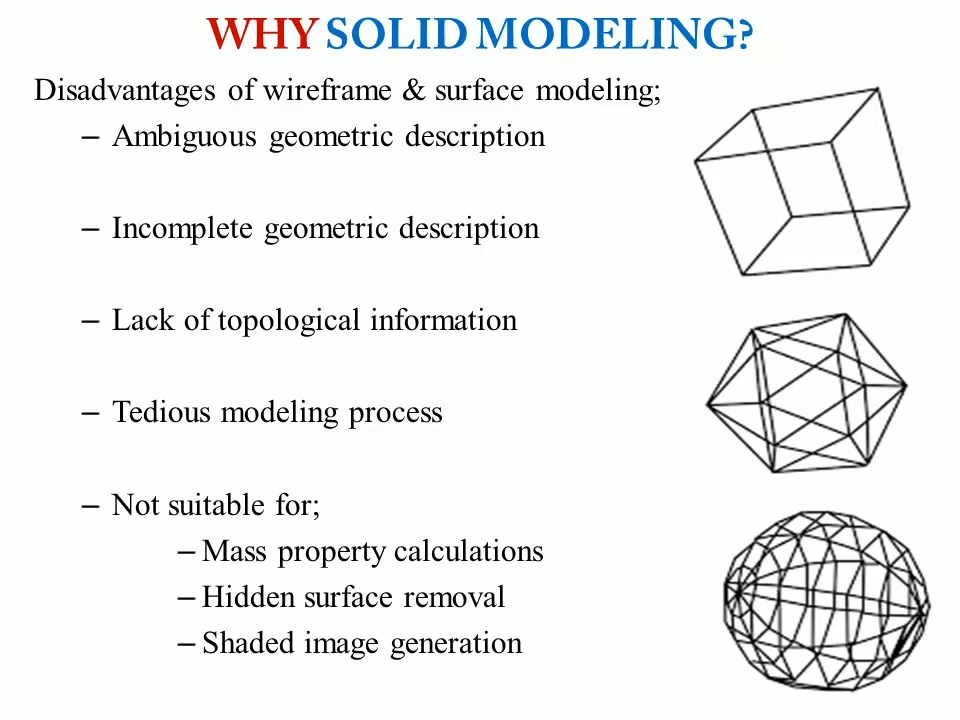 WHY SOLID MODELING?
Disadvantages of wireframe & surface modeling;
– Ambiguous geometric description
– Incomplete geometric description
– Lack of topological information
– Tedious modeling process
– Not suitable for;
– Mass property calculations
– Hidden surface removal
– Shaded image generation